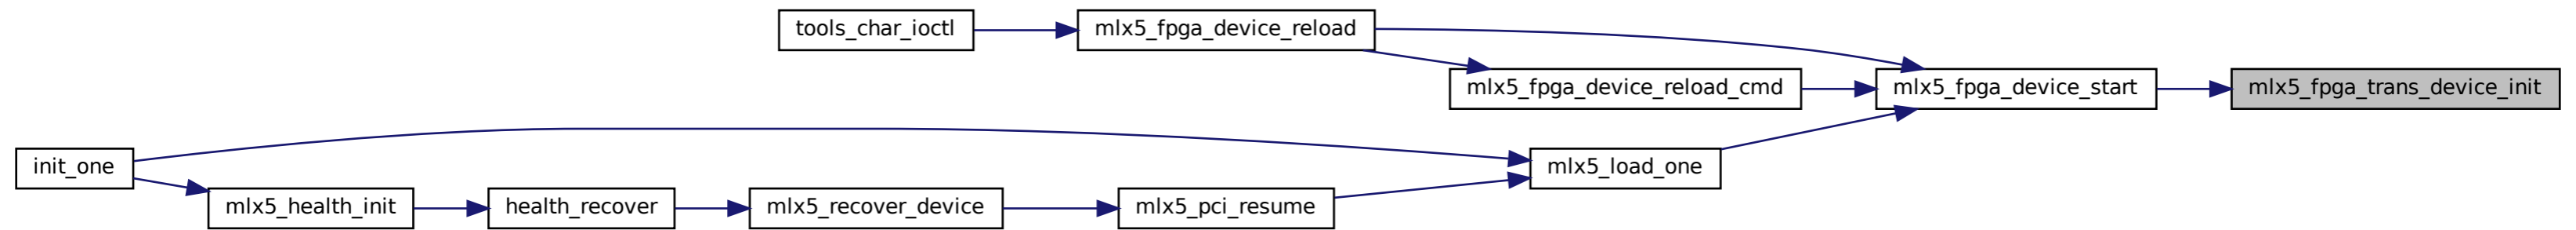 tools_char_ioctl
mlx5_fpga_device_reload
mlx5_fpga_device_reload_cmd
mlx5_fpga_device_start
mlx5_fpga_trans_device_init
init_one
mlx5_load_one
mlx5_health_init
health_recover
mlx5_recover_device
mlx5_pci_resume